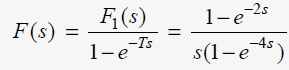 F(s) = F₁(s) / (1 − e^(−Ts)) = (1 − e^(−2s)) / (s(1 − e^(−4s)))